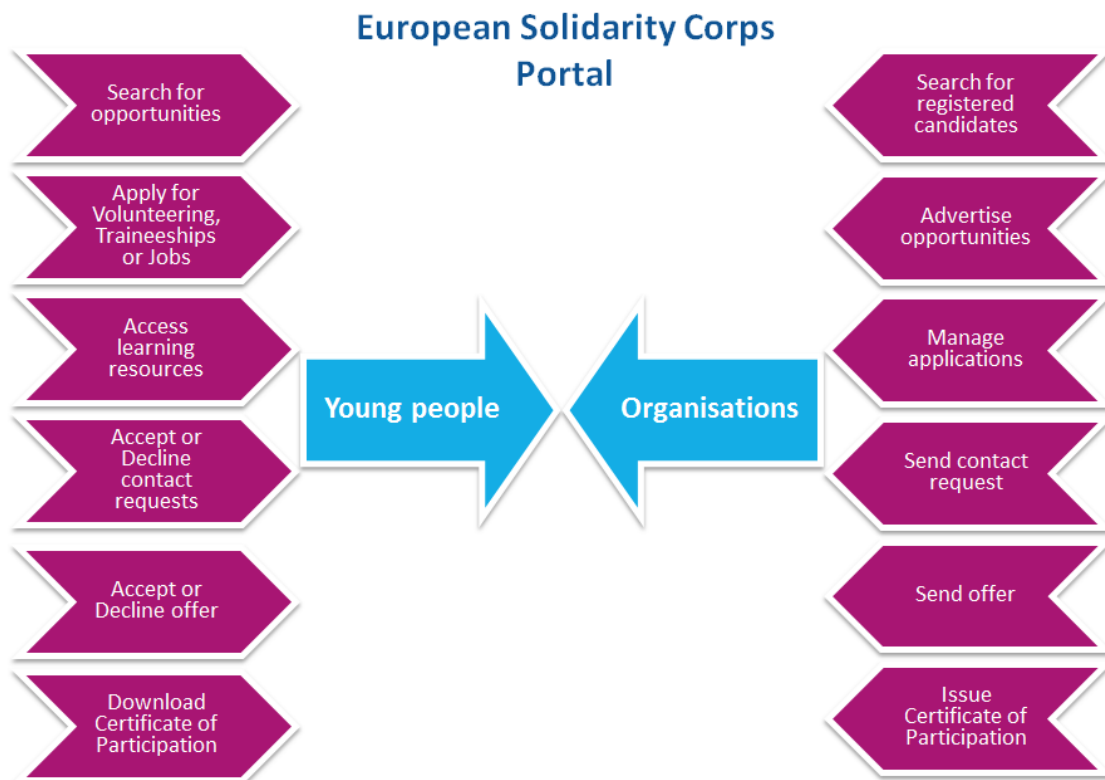 European Solidarity Corps
Portal
Search for
opportunities
Apply for
Volunteering,
Traineeships
or Jobs
Access
learning
resources
Accept or
Decline
contact
requests
Accept or
Decline offer
Download
Certificate of
Participation
Young people
Organisations
Search for
registered
candidates
Advertise
opportunities
Manage
applications
Send contact
request
Send offer
Issue
Certificate of
Participation